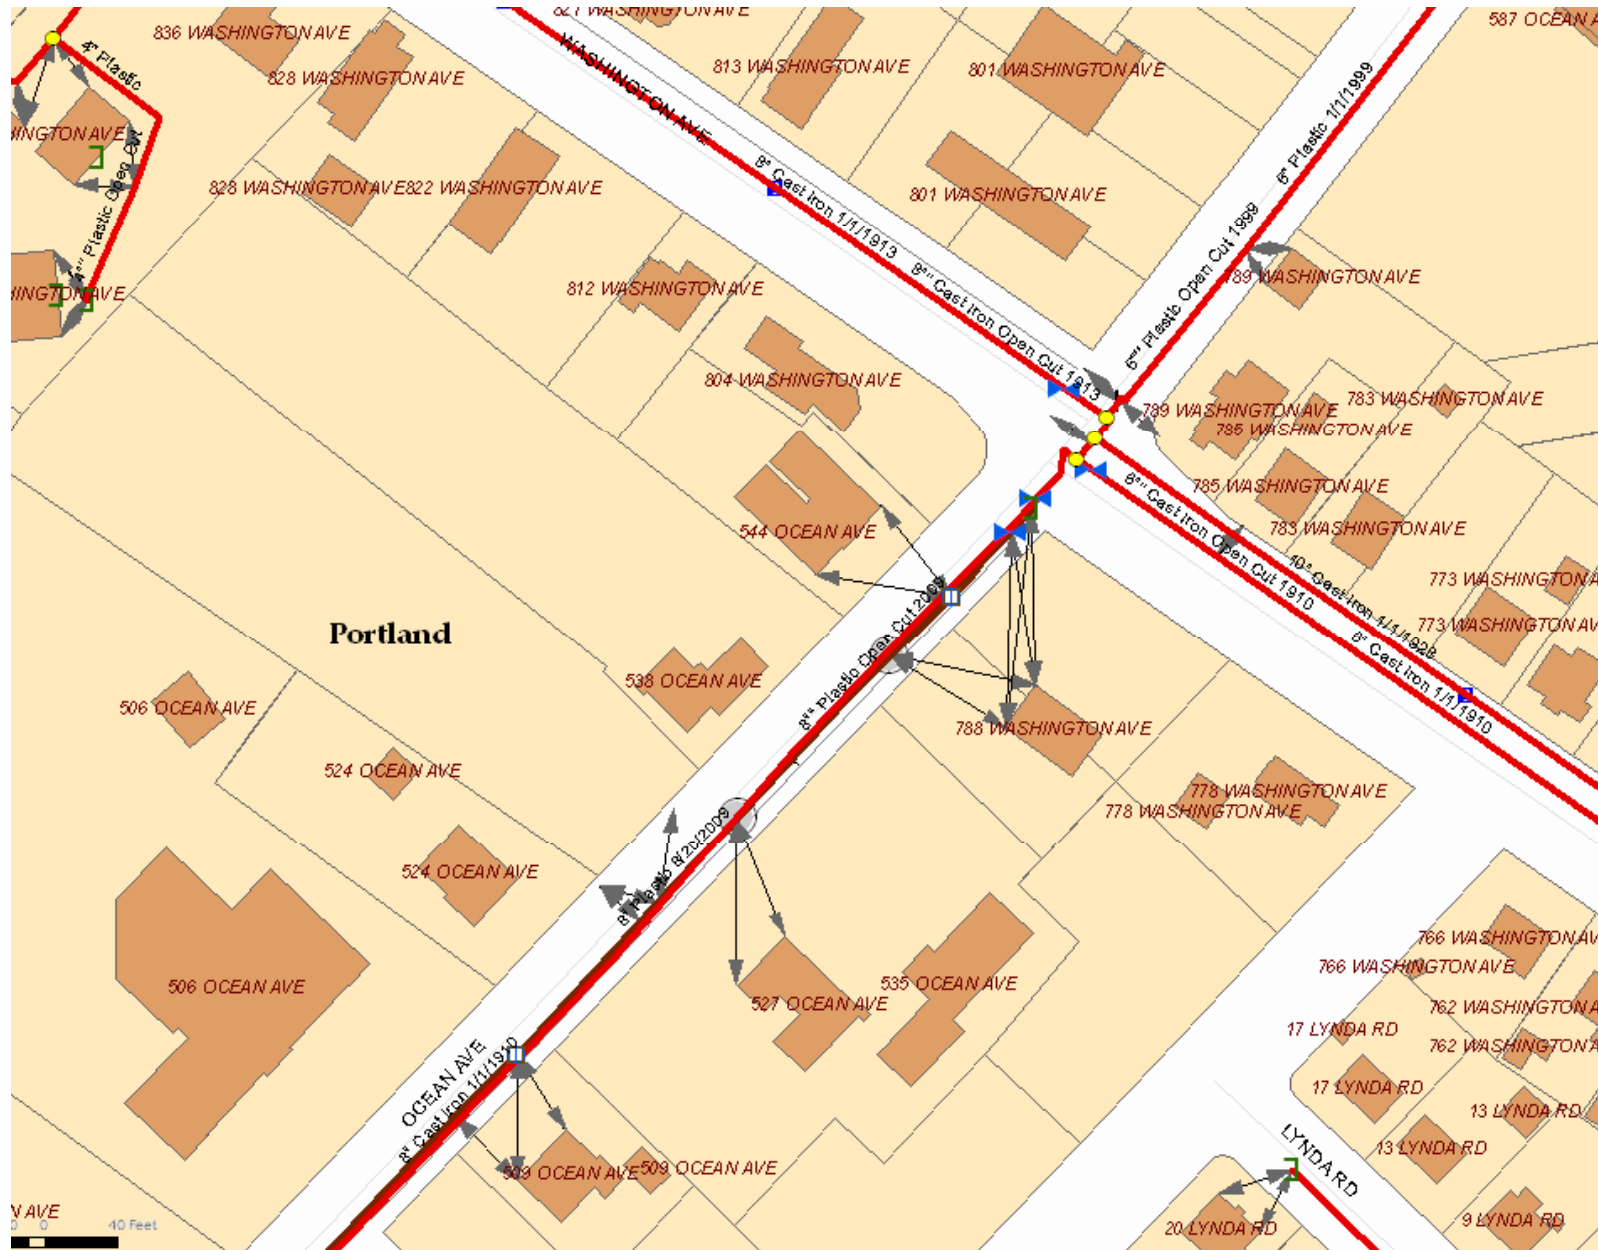 827 WASHINGTON AVE
587 OCEAN A
836 WASHINGTON AVE
WASHINGTON AVE
4" Plastic
828 WASHINGTON AVE
813 WASHINGTON AVE
801 WASHINGTON AVE
6" Plastic 1/1/1999
HINGTON AVE
4"" Plastic Open Cut
828 WASHINGTON AVE
822 WASHINGTON AVE
8" Cast Iron 1/1/1913
801 WASHINGTON AVE
HINGTON AVE
812 WASHINGTON AVE
8"" Cast Iron Open Cut 1913
Plastic Open Cut 1999
789 WASHINGTON AVE
804 WASHINGTON AVE
783 WASHINGTON AVE
789 WASHINGTON AVE
785 WASHINGTON AVE
785 WASHINGTON AVE
783 WASHINGTON AVE
544 OCEAN AVE
8"" Cast Iron Open Cut 1910
10" Cast Iron 1/1/1928
773 WASHINGTON A
773 WASHINGTON AV
8" Cast Iron 1/1/1910
Portland
8"" Plastic Open Cut 2009
538 OCEAN AVE
506 OCEAN AVE
788 WASHINGTON AVE
524 OCEAN AVE
778 WASHINGTON AVE
778 WASHINGTON AVE
8" Plastic 8/20/2009
524 OCEAN AVE
766 WASHINGTON AV
766 WASHINGTON AVE
506 OCEAN AVE
527 OCEAN AVE
535 OCEAN AVE
762 WASHINGTON A
17 LYNDA RD
762 WASHINGTON A
OCEAN AVE
8" Cast Iron 1/1/1910
17 LYNDA RD
13 LYNDA RD
LYNDA RD
13 LYNDA RD
509 OCEAN AVE
509 OCEAN AVE
N AVE
0
40 Feet
20 LYNDA RD
9 LYNDA RD